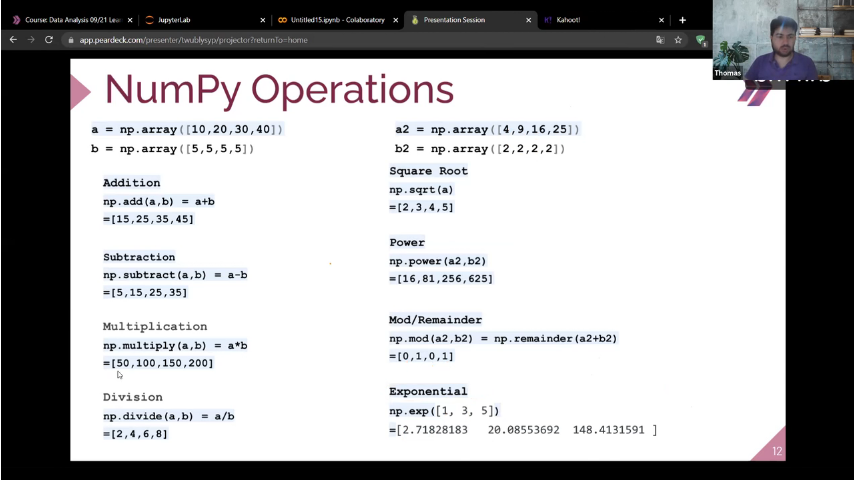 Course: Data Analysis 09/21 Lear
JupyterLab
Untitled15.ipynb - Colaboratory
Presentation Session
Kahoot!
app.peardeck.com/presenter/twublysyp/projector?returnTo=home
Thomas
NumPy Operations
a = np.array([10,20,30,40])
b = np.array([5,5,5,5])
Addition
np.add(a,b) = a+b
=[15,25,35,45]
Subtraction
np.subtract(a,b) = a-b
=[5,15,25,35]
Multiplication
np.multiply(a,b) = a*b
=[50,100,150,200]
Division
np.divide(a,b) = a/b
=[2,4,6,8]
a2 = np.array([4,9,16,25])
b2 = np.array([2,2,2,2])
Square Root
np.sqrt(a)
=[2,3,4,5]
Power
np.power(a2,b2)
=[16,81,256,625]
Mod/Remainder
np.mod(a2,b2) = np.remainder(a2+b2)
=[0,1,0,1]
Exponential
np.exp([1, 3, 5])
=[2.71828183 20.08553692 148.4131591 ]
12